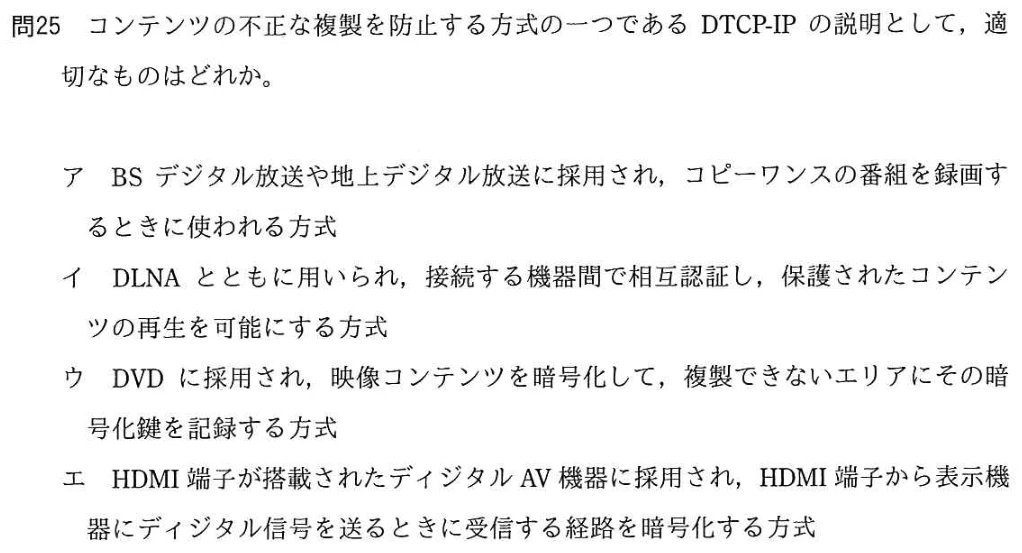 問25　コンテンツの不正な複製を防止する方式の一つである DTCP-IP の説明として，適
切なものはどれか。
ア　BS デジタル放送や地上デジタル放送に採用され，コピーワンスの番組を録画す
るときに使われる方式
イ　DLNA とともに用いられ，接続する機器間で相互認証し，保護されたコンテン
ツの再生を可能にする方式
ウ　DVD に採用され，映像コンテンツを暗号化して，複製できないエリアにその暗
号化鍵を記録する方式
エ　HDMI 端子が搭載されたディジタル AV 機器に採用され，HDMI 端子から表示機
器にディジタル信号を送るときに受信する経路を暗号化する方式